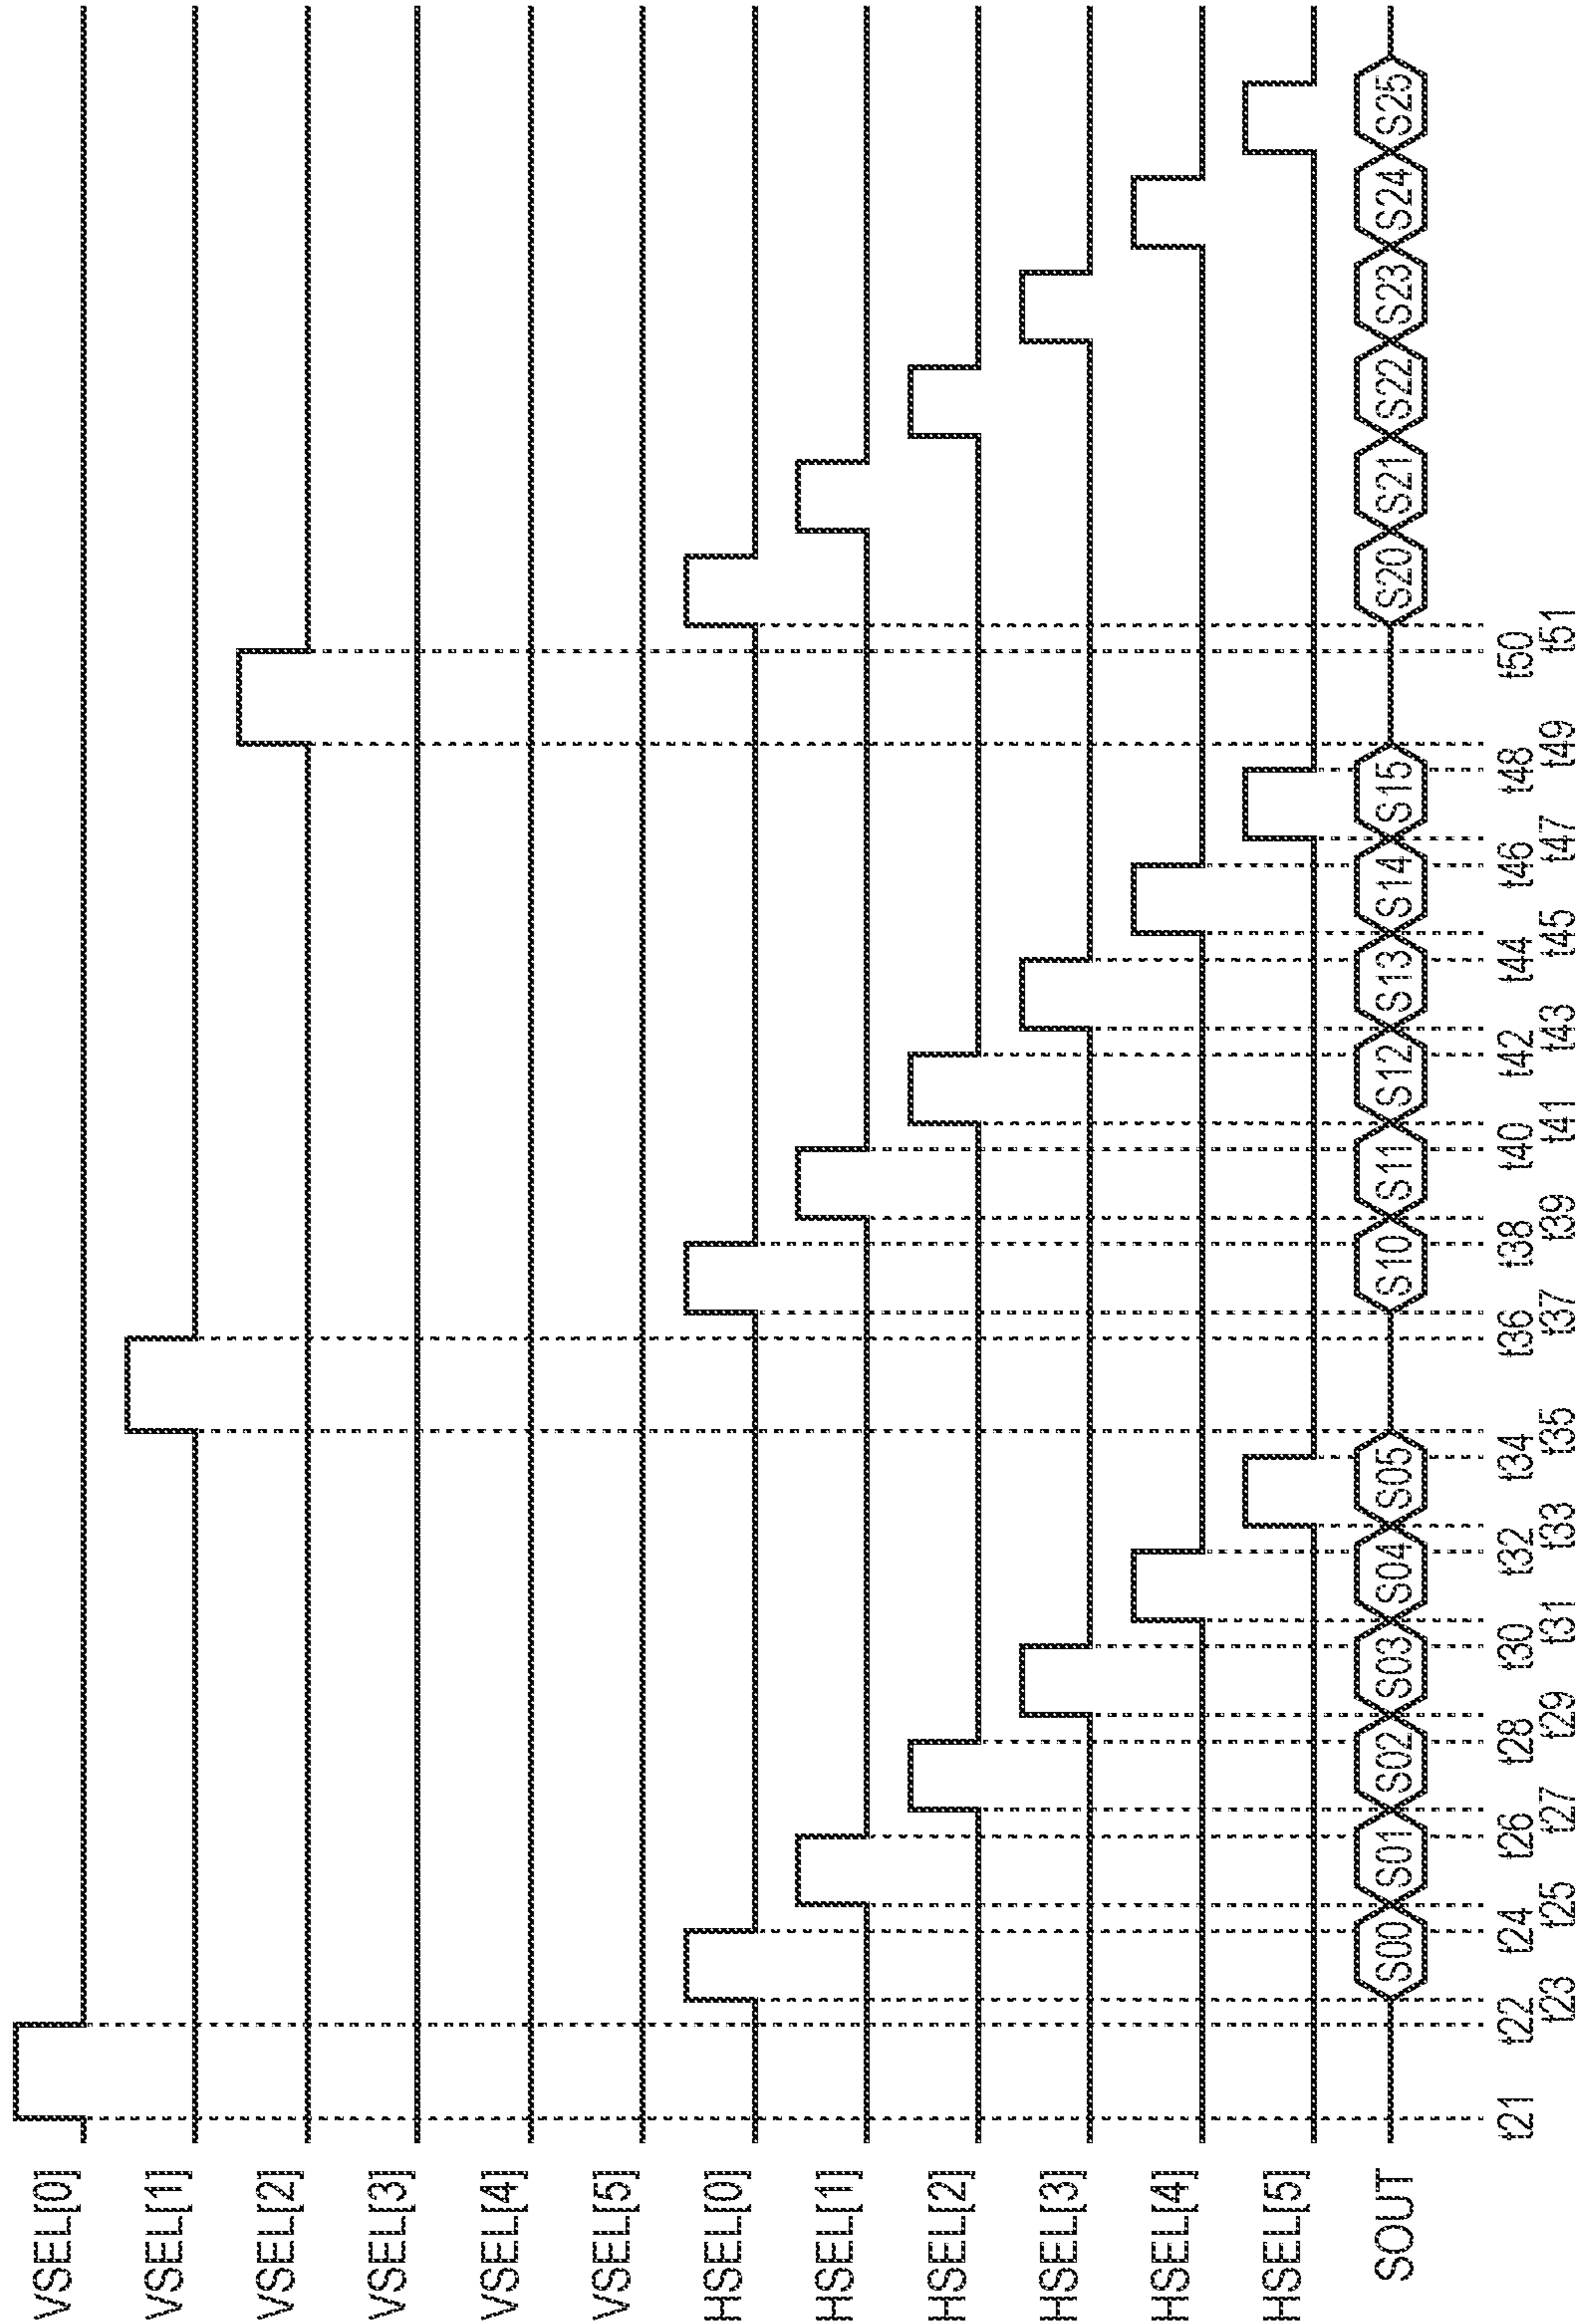 VSEL[0]
VSEL[1]
VSEL[2]
VSEL[3]
VSEL[4]
VSEL[5]
HSEL[0]
HSEL[1]
HSEL[2]
HSEL[3]
HSEL[4]
HSEL[5]
SOUT S00 S01 S02 S03 S04 S05 S10 S11 S12 S13 S14 S15 S20 S21 S22 S23 S24 S25
t21 t22 t24 t26 t28 t30 t32 t34 t36 t38 t40 t42 t44 t46 t48 t50
t23 t25 t27 t29 t31 t33 t35 t37 t39 t41 t43 t45 t47 t49 t51